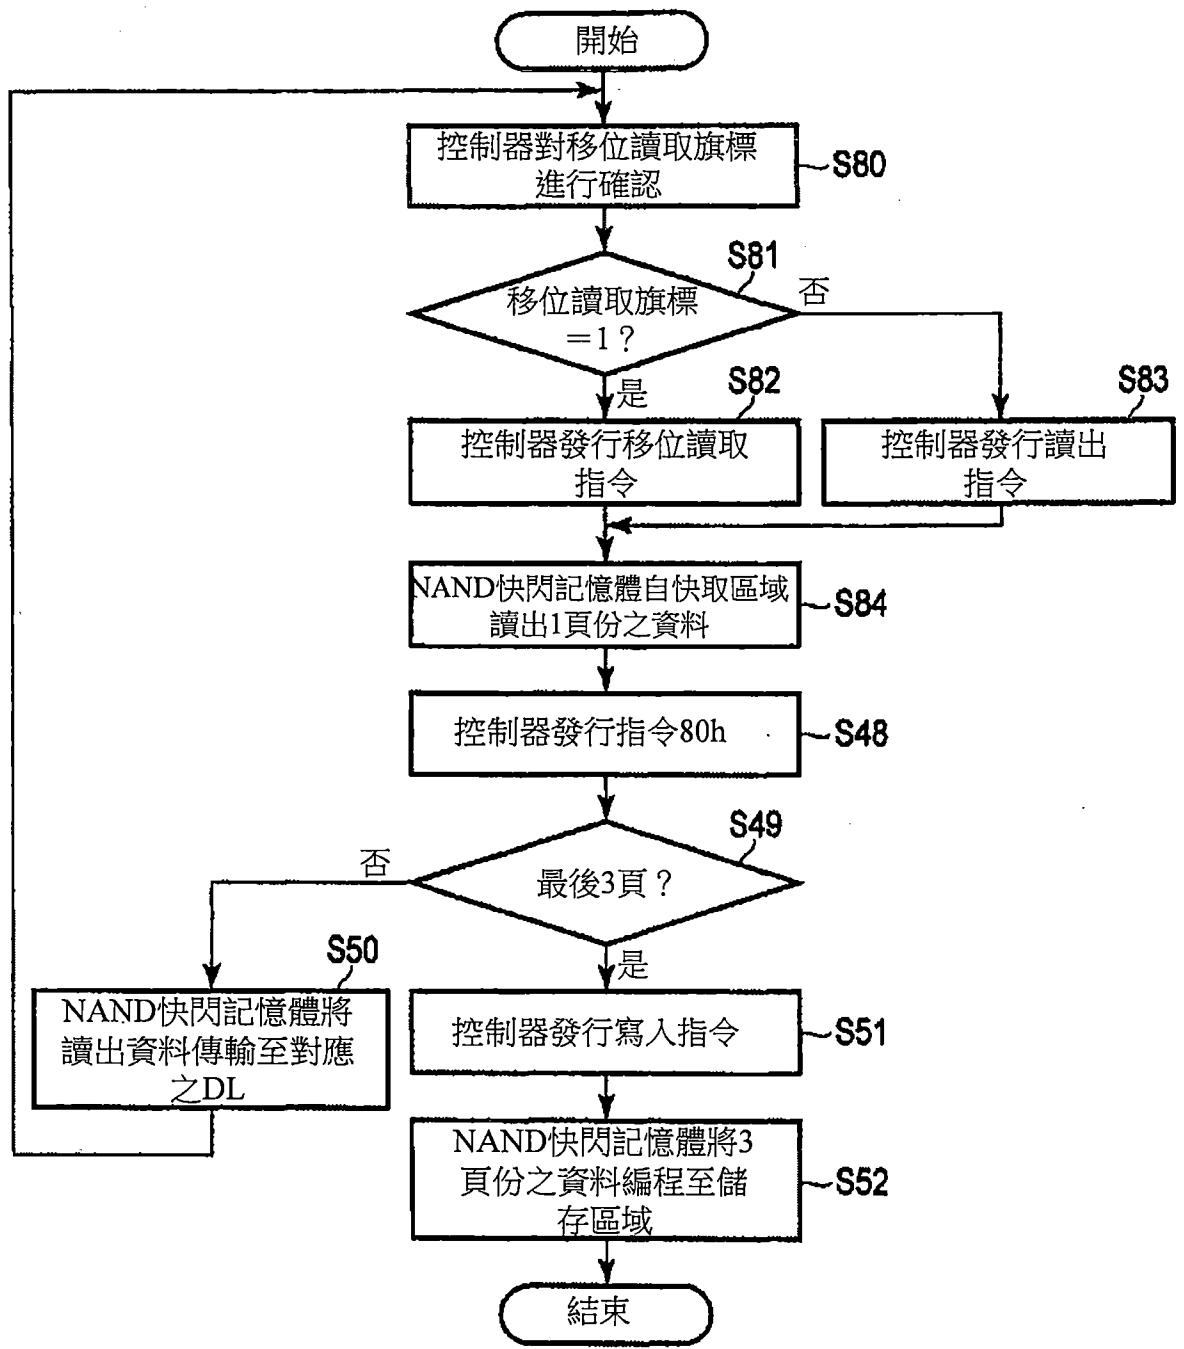 開始
控制器對移位讀取旗標
進行確認
S80
S81
移位讀取旗標
＝1？
否
是
S82
控制器發行移位讀取
指令
S83
控制器發行讀出
指令
NAND快閃記憶體自快取區域
讀出1頁份之資料
S84
控制器發行指令80h
S48
S49
最後3頁？
否
是
S50
NAND快閃記憶體將
讀出資料傳輸至對應
之DL
控制器發行寫入指令
S51
NAND快閃記憶體將3
頁份之資料編程至儲
存區域
S52
結束